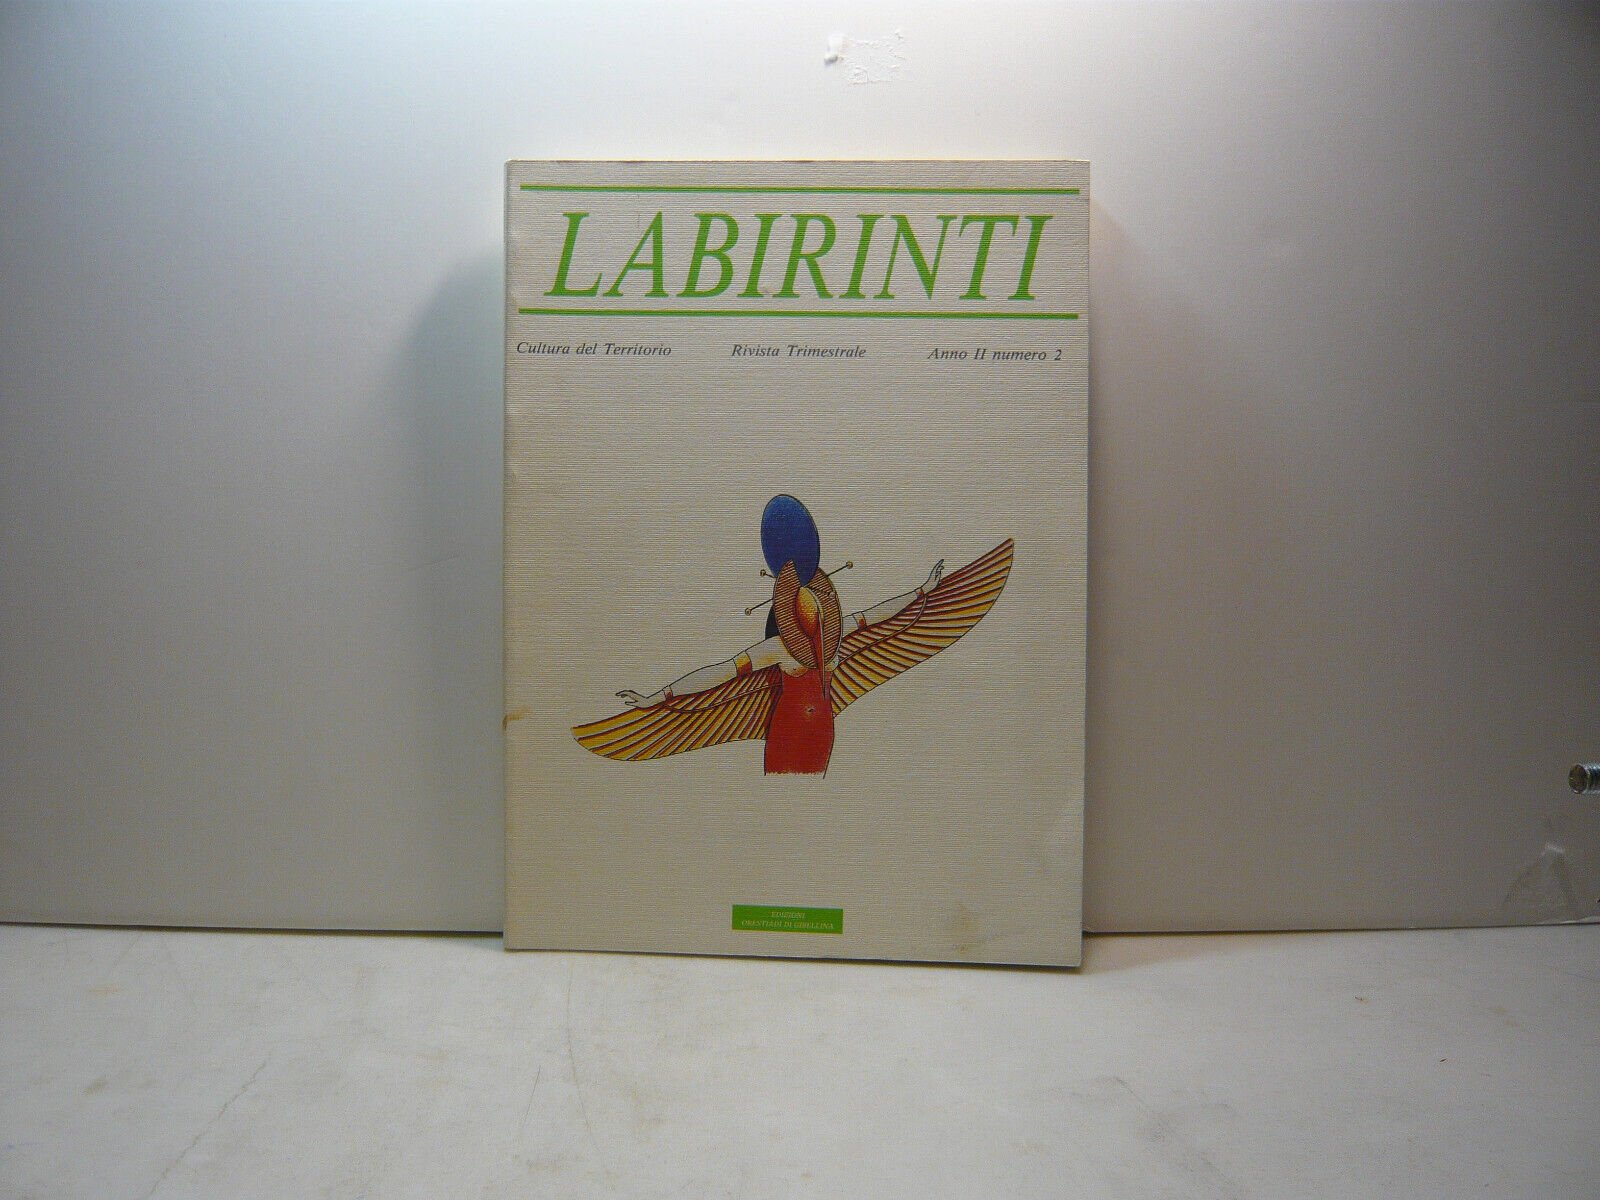 LABIRINTI
Cultura del Territorio Rivista Trimestrale Anno II numero 2
EDIZIONI
ORESTIADI DI GIBELLINA